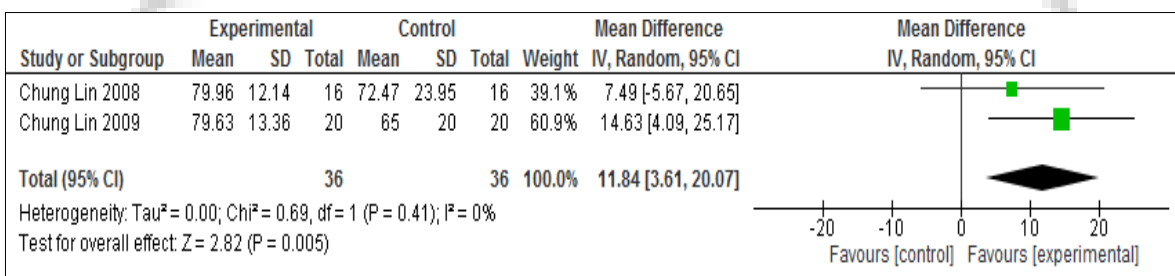 Experimental Control Mean Difference Mean Difference
Study or Subgroup Mean SD Total Mean SD Total Weight IV, Random, 95% CI IV, Random, 95% CI
Chung Lin 2008 79.96 12.14 16 72.47 23.95 16 39.1% 7.49 [-5.67, 20.65]
Chung Lin 2009 79.63 13.36 20 65 20 20 60.9% 14.63 [4.09, 25.17]
Total (95% CI) 36 36 100.0% 11.84 [3.61, 20.07]
Heterogeneity: Tau² = 0.00; Chi² = 0.69, df = 1 (P = 0.41); I² = 0%
Test for overall effect: Z = 2.82 (P = 0.005)
-20 -10 0 10 20
Favours [control] Favours [experimental]